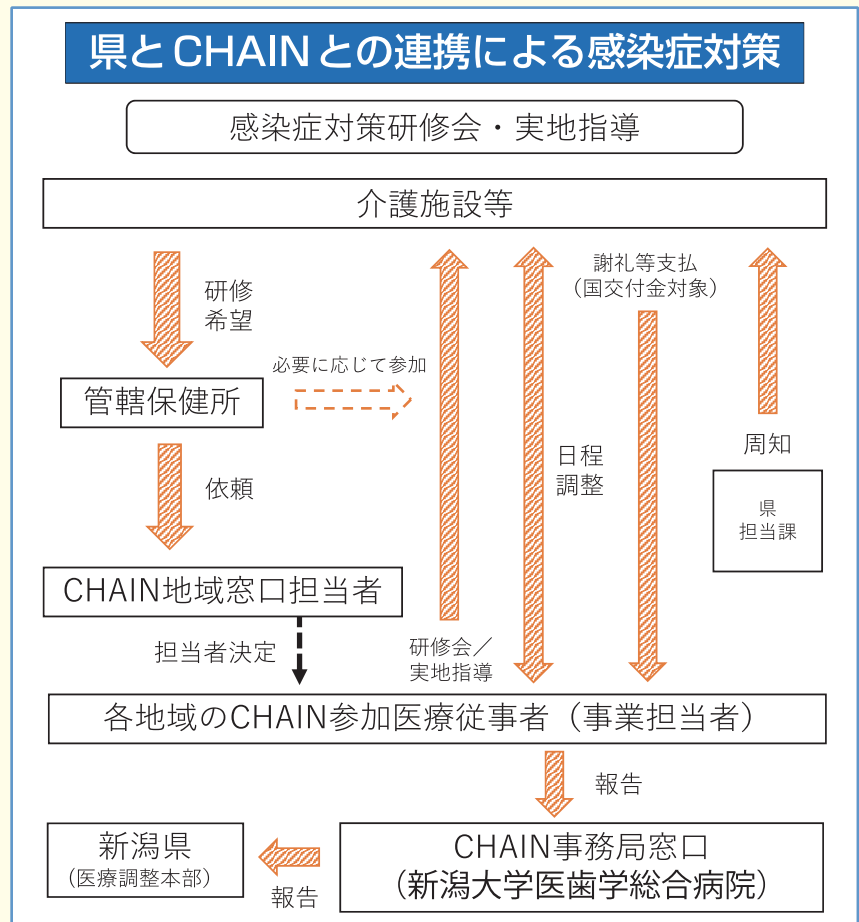 県とCHAINとの連携による感染症対策
感染症対策研修会・実地指導
介護施設等
研修
希望
謝礼等支払
（国交付金対象）
必要に応じて参加
管轄保健所
日程
調整
周知
依頼
県
担当課
CHAIN地域窓口担当者
担当者決定
研修会／
実地指導
各地域のCHAIN参加医療従事者（事業担当者）
報告
新潟県
（医療調整本部）
報告
CHAIN事務局窓口
（新潟大学医歯学総合病院）